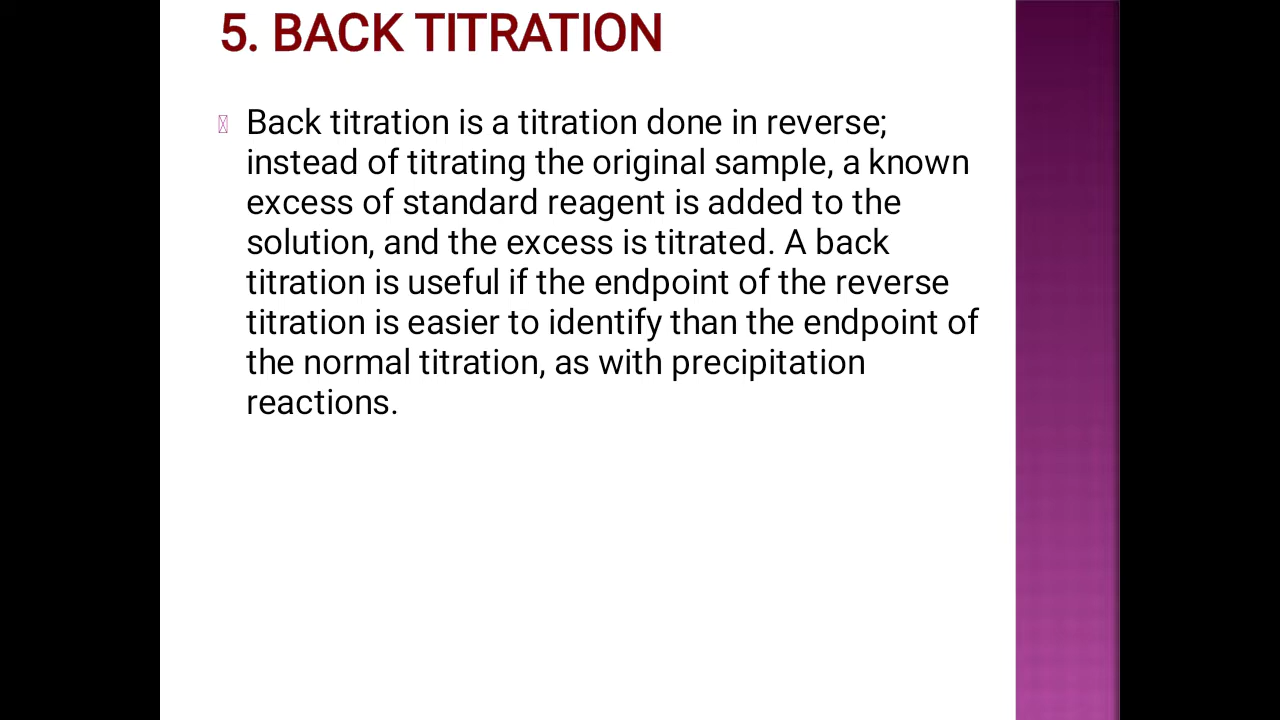 5. BACK TITRATION
Back titration is a titration done in reverse;
instead of titrating the original sample, a known
excess of standard reagent is added to the
solution, and the excess is titrated. A back
titration is useful if the endpoint of the reverse
titration is easier to identify than the endpoint of
the normal titration, as with precipitation
reactions.